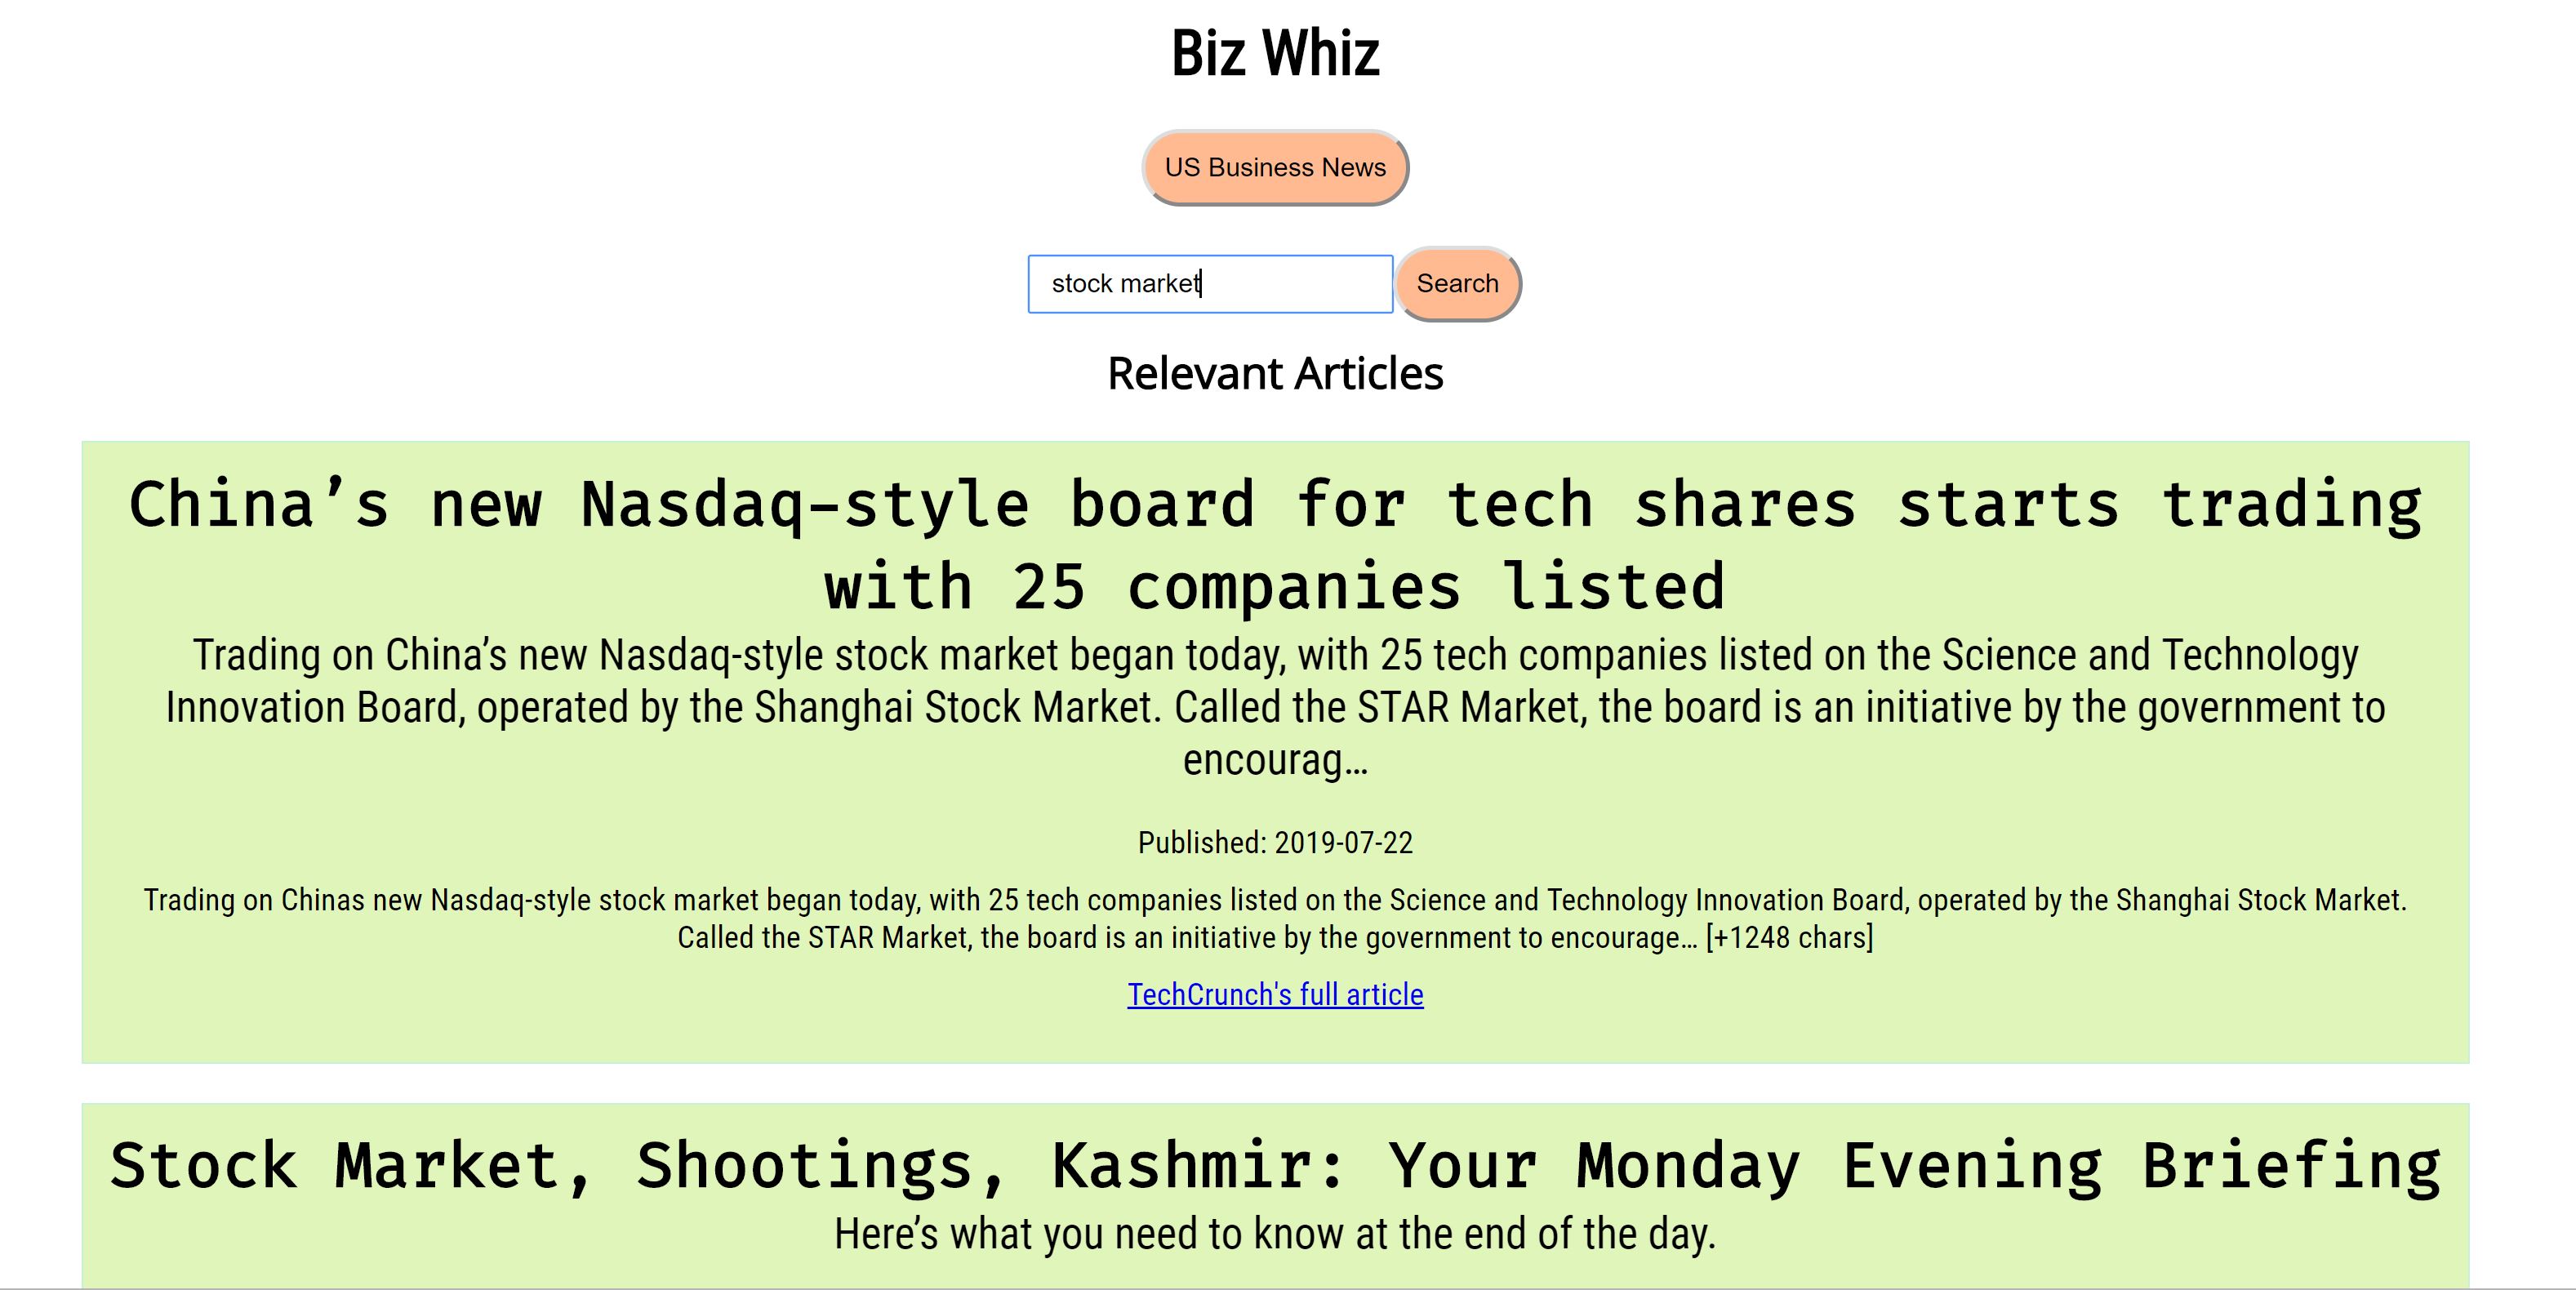 Biz Whiz
US Business News
stock market
Search
Relevant Articles
China’s new Nasdaq-style board for tech shares starts trading
with 25 companies listed
Trading on China’s new Nasdaq-style stock market began today, with 25 tech companies listed on the Science and Technology
Innovation Board, operated by the Shanghai Stock Market. Called the STAR Market, the board is an initiative by the government to
encourag…
Published: 2019-07-22
Trading on Chinas new Nasdaq-style stock market began today, with 25 tech companies listed on the Science and Technology Innovation Board, operated by the Shanghai Stock Market.
Called the STAR Market, the board is an initiative by the government to encourage… [+1248 chars]
TechCrunch's full article
Stock Market, Shootings, Kashmir: Your Monday Evening Briefing
Here’s what you need to know at the end of the day.